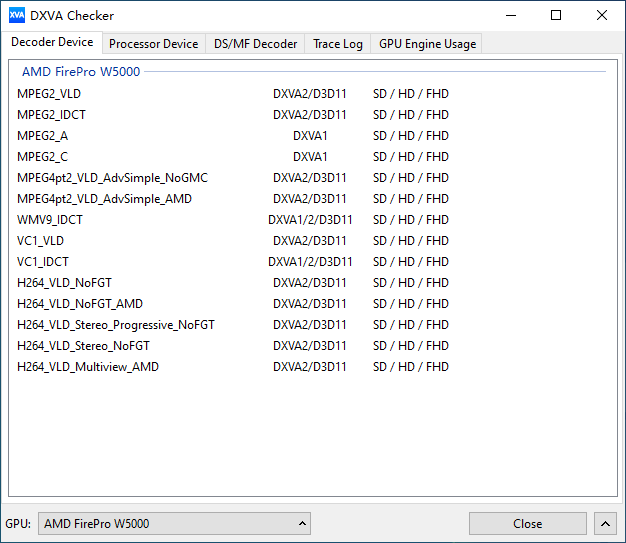 XVA DXVA Checker
Decoder Device Processor Device DS/MF Decoder Trace Log GPU Engine Usage
AMD FirePro W5000
MPEG2_VLD DXVA2/D3D11 SD / HD / FHD
MPEG2_IDCT DXVA2/D3D11 SD / HD / FHD
MPEG2_A DXVA1 SD / HD / FHD
MPEG2_C DXVA1 SD / HD / FHD
MPEG4pt2_VLD_AdvSimple_NoGMC DXVA2/D3D11 SD / HD / FHD
MPEG4pt2_VLD_AdvSimple_AMD DXVA2/D3D11 SD / HD / FHD
WMV9_IDCT DXVA1/2/D3D11 SD / HD / FHD
VC1_VLD DXVA2/D3D11 SD / HD / FHD
VC1_IDCT DXVA1/2/D3D11 SD / HD / FHD
H264_VLD_NoFGT DXVA2/D3D11 SD / HD / FHD
H264_VLD_NoFGT_AMD DXVA2/D3D11 SD / HD / FHD
H264_VLD_Stereo_Progressive_NoFGT DXVA2/D3D11 SD / HD / FHD
H264_VLD_Stereo_NoFGT DXVA2/D3D11 SD / HD / FHD
H264_VLD_Multiview_AMD DXVA2/D3D11 SD / HD / FHD
GPU: AMD FirePro W5000 Close